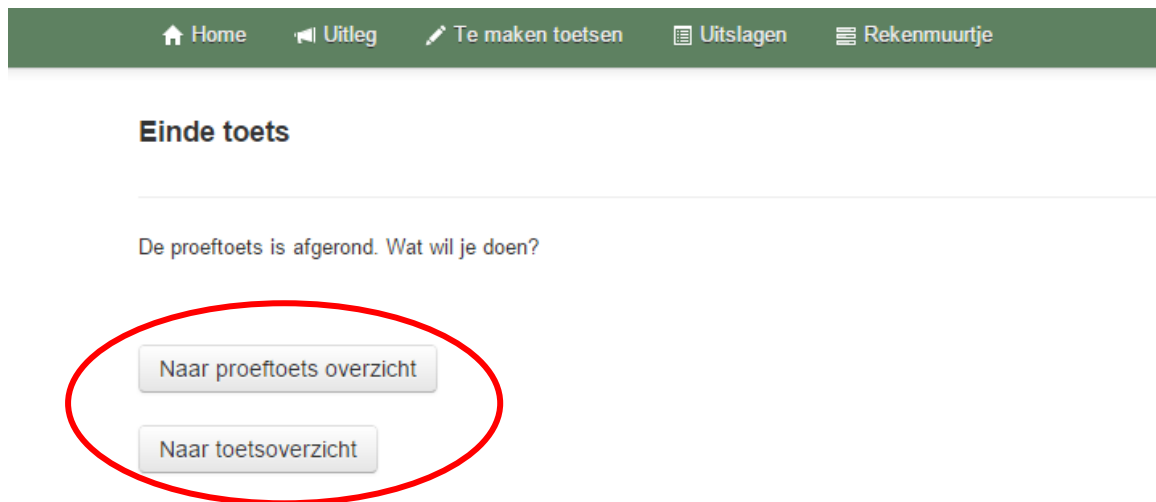 Home Uitleg Te maken toetsen Uitslagen Rekenmuurtje
Einde toets
De proeftoets is afgerond. Wat wil je doen?
Naar proeftoets overzicht
Naar toetsoverzicht